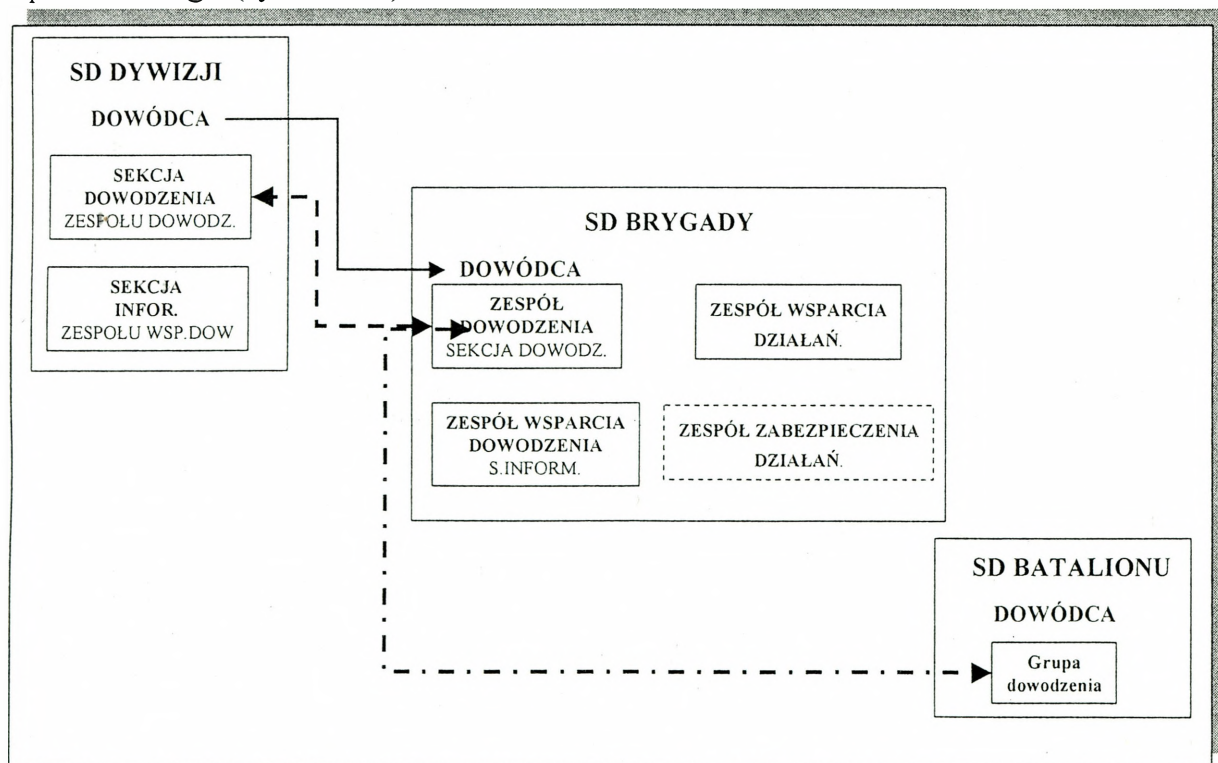 SD DYWIZJI
DOWÓDCA
SEKCJA
DOWODZENIA
ZESPOŁU DOWODZ.
SEKCJA
INFOR.
ZESPOŁU WSP.DOW
SD BRYGADY
DOWÓDCA
ZESPÓŁ
DOWODZENIA
SEKCJA DOWODZ.
ZESPÓŁ WSPARCIA
DZIAŁAŃ.
ZESPÓŁ WSPARCIA
DOWODZENIA
S.INFORM.
ZESPÓŁ ZABEZPIECZENIA
DZIAŁAŃ.
SD BATALIONU
DOWÓDCA
Grupa
dowodzenia